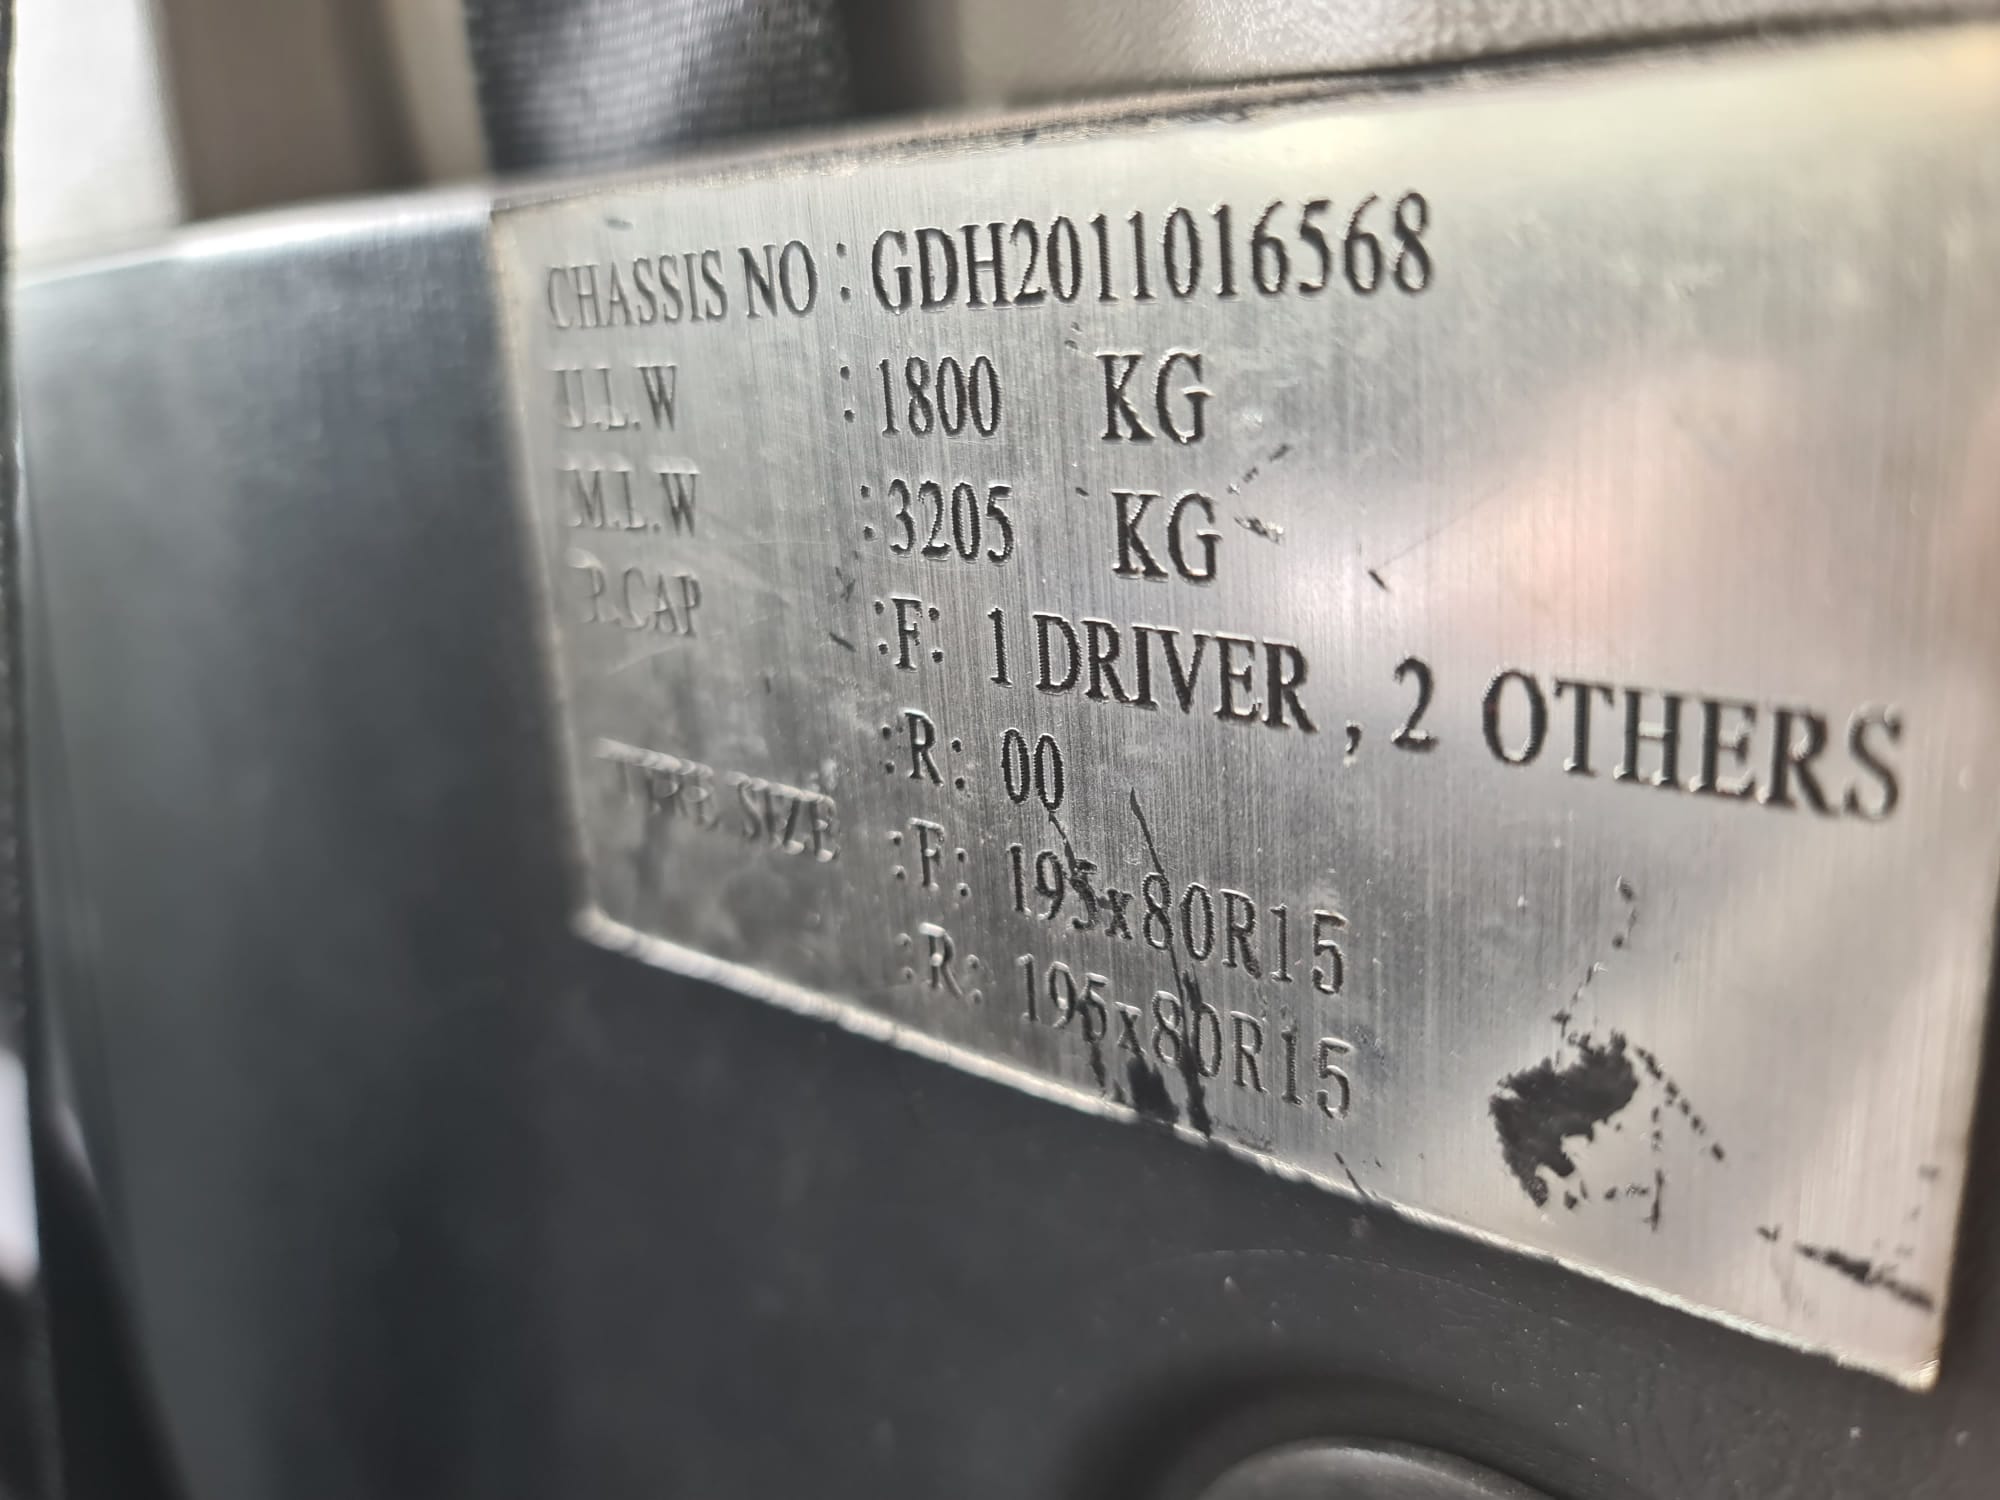 CHASSIS NO : GDH2011016568
U.L.W : 1800 KG
M.L.W : 3205 KG
P.CAP :F: 1 DRIVER , 2 OTHERS
:R: 00
TYRE SIZE :F: 195x80R15
:R: 195x80R15